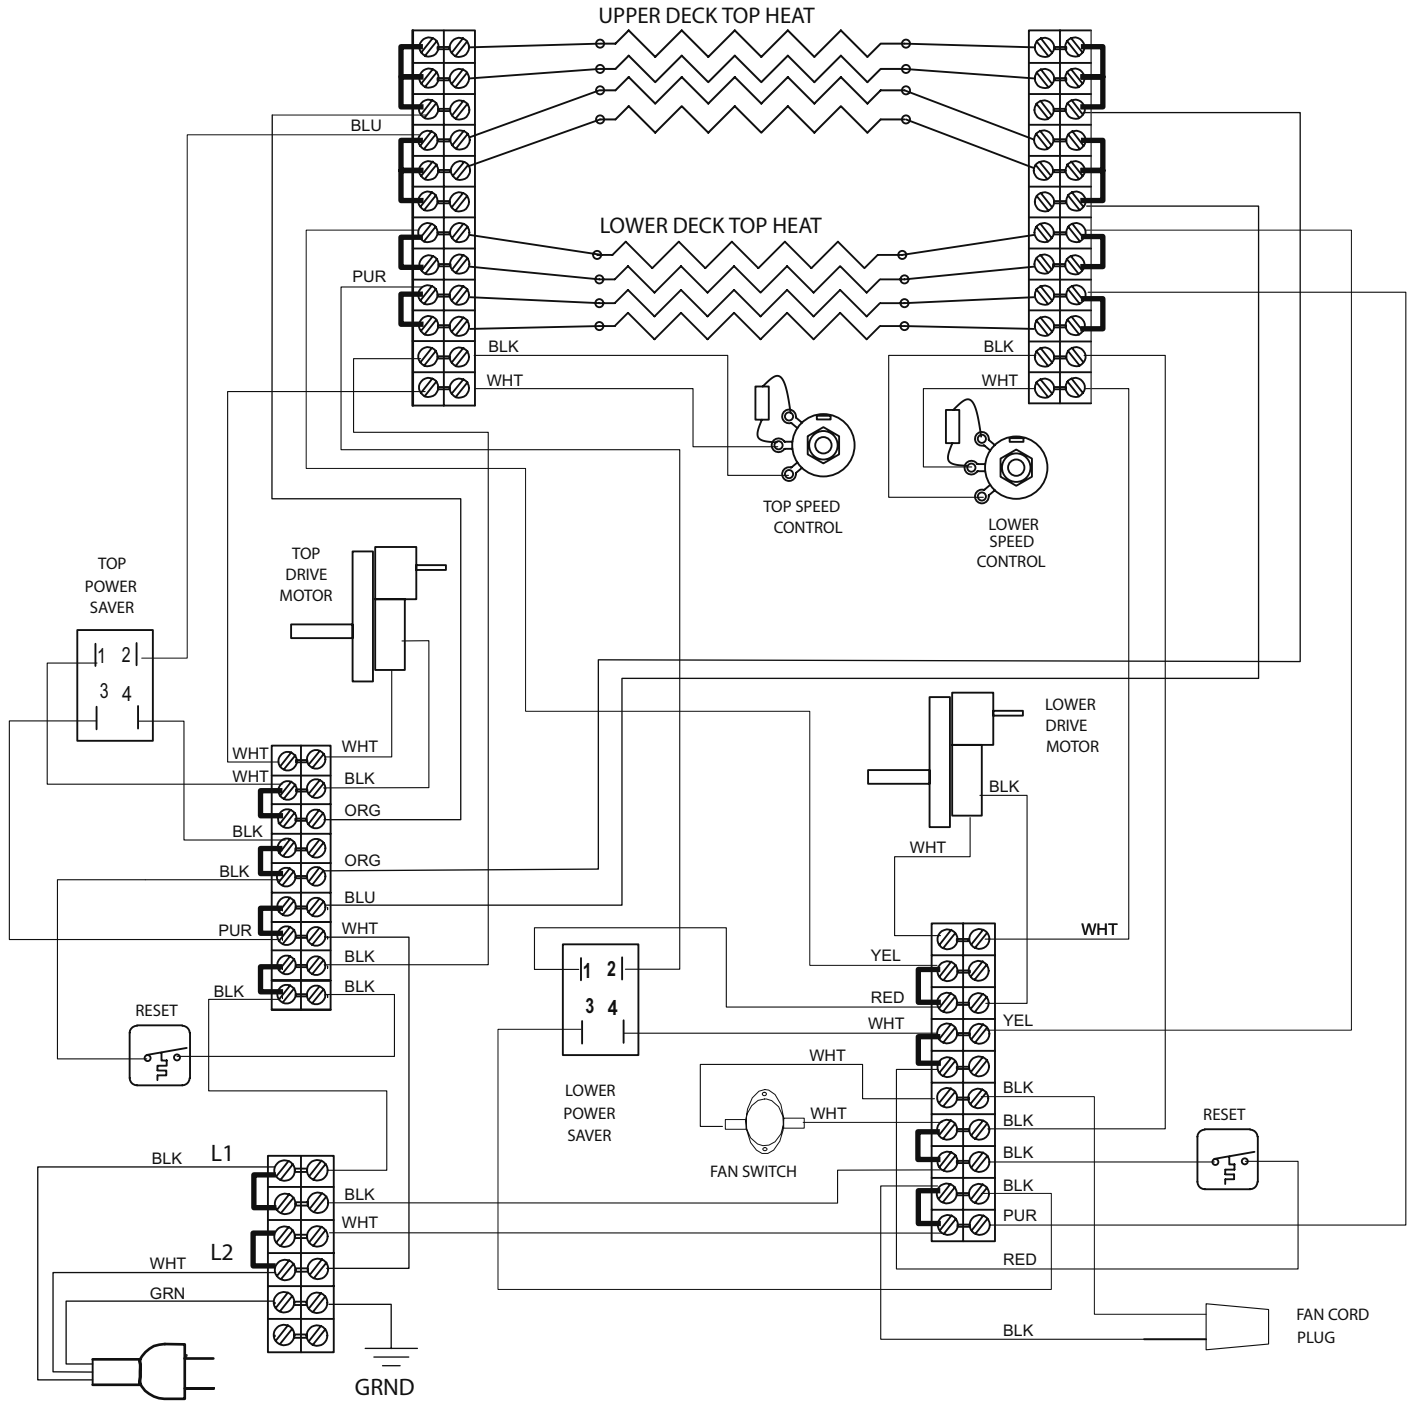 UPPER DECK TOP HEAT
BLU
LOWER DECK TOP HEAT
PUR
BLK
BLK
WHT
WHT
TOP SPEED
CONTROL
LOWER
SPEED
CONTROL
TOP
DRIVE
MOTOR
TOP
POWER
SAVER
1 2
3 4
LOWER
DRIVE
MOTOR
WHT
WHT
WHT
BLK
BLK
ORG
BLK
WHT
ORG
BLK
BLU
PUR
WHT
WHT
BLK
YEL
1 2
BLK
BLK
RED
3 4
RESET
WHT
YEL
WHT
LOWER
POWER
SAVER
BLK
WHT
BLK
RESET
L1
BLK
FAN SWITCH
BLK
BLK
BLK
WHT
PUR
L2
WHT
RED
GRN
FAN CORD
PLUG
BLK
GRND